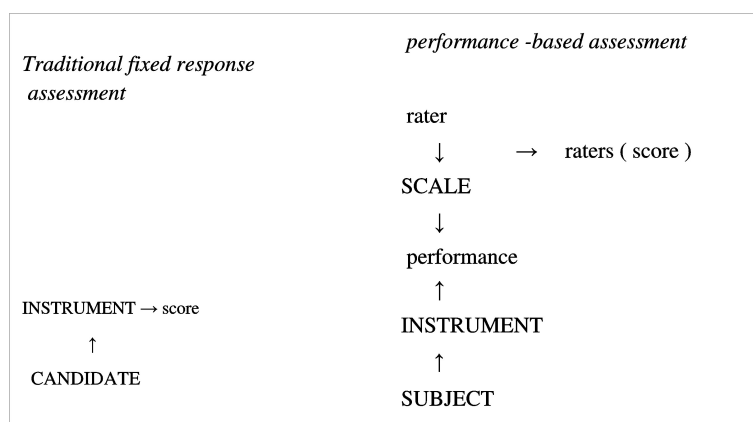 Traditional fixed response
assessment
INSTRUMENT → score
↑
CANDIDATE
performance -based assessment
rater
↓ → raters ( score )
SCALE
↓
performance
↑
INSTRUMENT
↑
SUBJECT